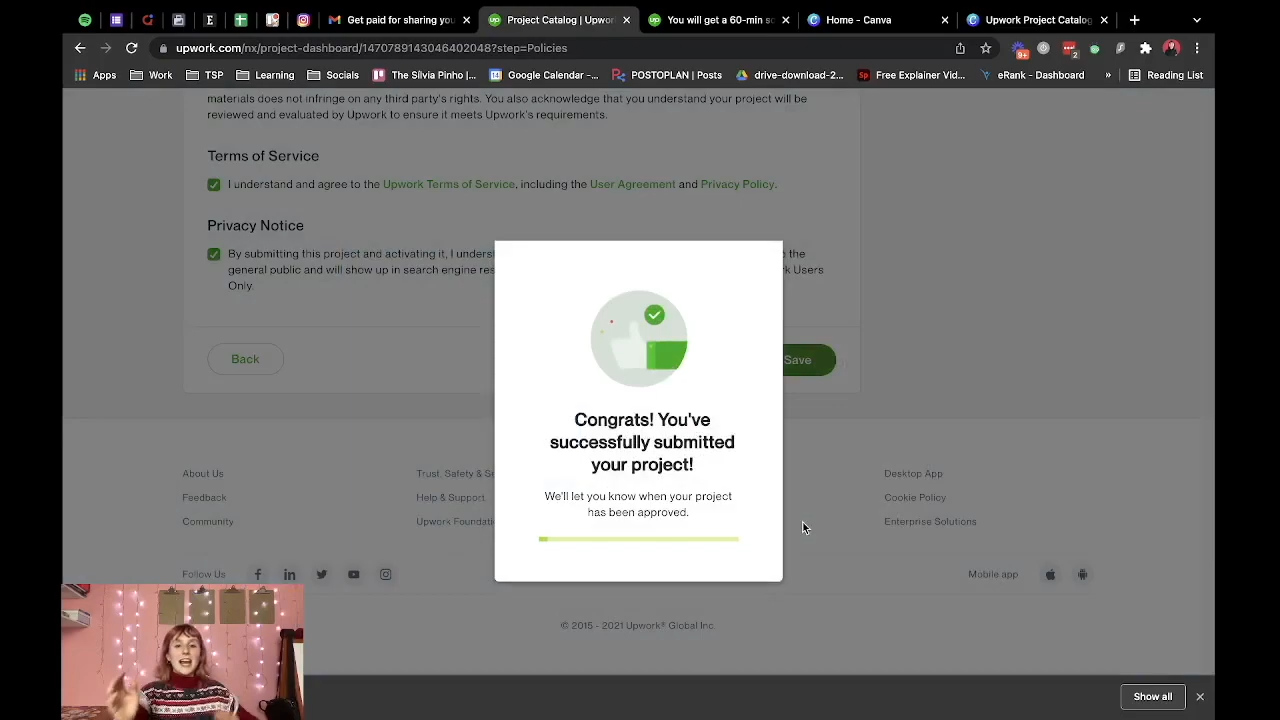 Get paid for sharing you
Project Catalog | Upwor
You will get a 60-min s
Home - Canva
Upwork Project Catalog
upwork.com/nx/project-dashboard/1470789143046402048?step=Policies
9+
2
Apps
Work
TSP
Learning
Socials
The Sílvia Pinho |...
Google Calendar -...
POSTOPLAN | Posts
drive-download-2...
Free Explainer Vid...
eRank - Dashboard
»
Reading List
materials does not infringe on any third party's rights. You also acknowledge that you understand your project will be
reviewed and evaluated by Upwork to ensure it meets Upwork's requirements.
Terms of Service
I understand and agree to the Upwork Terms of Service, including the User Agreement and Privacy Policy.
Privacy Notice
By submitting this project and activating it, I underst
the
general public and will show up in search engine res
rk Users
Only.
Back
Save
Congrats! You've
successfully submitted
your project!
We'll let you know when your project
has been approved.
About Us
Trust, Safety & Se
Desktop App
Feedback
Help & Support
Cookie Policy
Community
Upwork Foundati
Enterprise Solutions
Follow Us
Mobile app
© 2015 - 2021 Upwork® Global Inc.
Show all